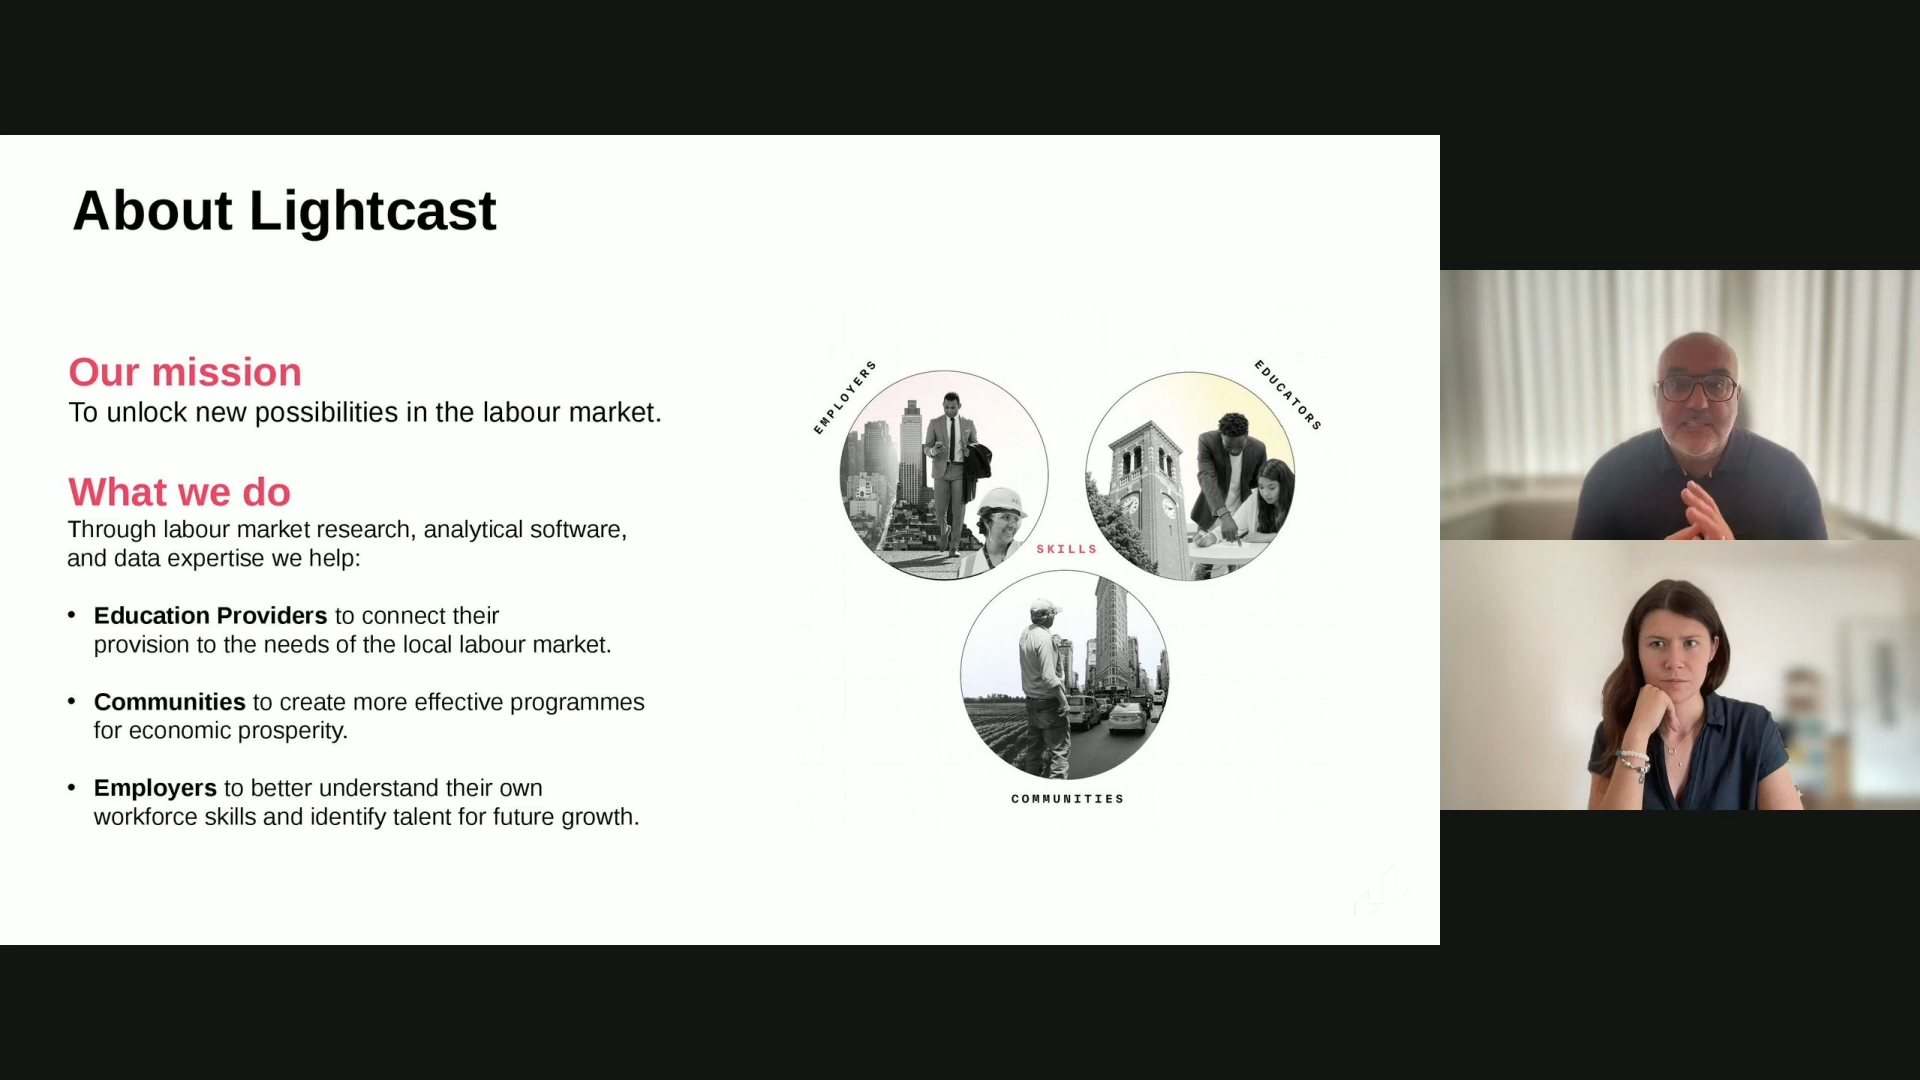 About Lightcast
Our mission
To unlock new possibilities in the labour market.
What we do
Through labour market research, analytical software,
and data expertise we help:
• Education Providers to connect their
provision to the needs of the local labour market.
• Communities to create more effective programmes
for economic prosperity.
• Employers to better understand their own
workforce skills and identify talent for future growth.
EMPLOYERS
EDUCATORS
SKILLS
COMMUNITIES